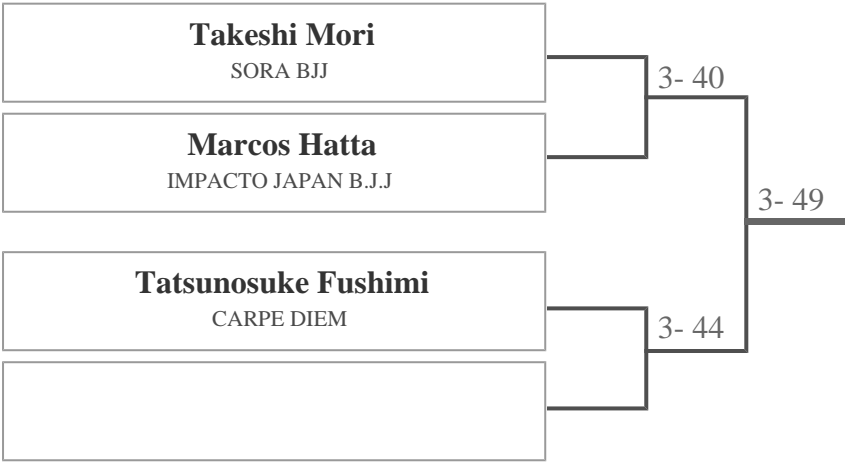 Takeshi Mori
SORA BJJ
3- 40
Marcos Hatta
IMPACTO JAPAN B.J.J
3- 49
Tatsunosuke Fushimi
CARPE DIEM
3- 44